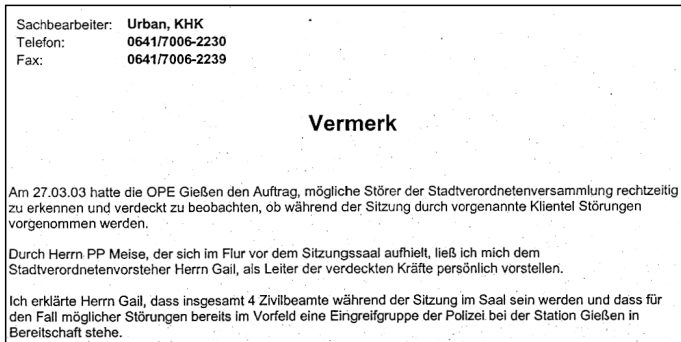 Sachbearbeiter: Urban, KHK
Telefon: 0641/7006-2230
Fax: 0641/7006-2239
Vermerk
Am 27.03.03 hatte die OPE Gießen den Auftrag, mögliche Störer der Stadtverordnetenversammlung rechtzeitig
zu erkennen und verdeckt zu beobachten, ob während der Sitzung durch vorgenannte Klientel Störungen
vorgenommen werden.
Durch Herrn PP Meise, der sich im Flur vor dem Sitzungssaal aufhielt, ließ ich mich dem
Stadtverordnetenvorsteher Herrn Gail, als Leiter der verdeckten Kräfte persönlich vorstellen.
Ich erklärte Herrn Gail, dass insgesamt 4 Zivilbeamte während der Sitzung im Saal sein werden und dass für
den Fall möglicher Störungen bereits im Vorfeld eine Eingreifgruppe der Polizei bei der Station Gießen in
Bereitschaft stehe.